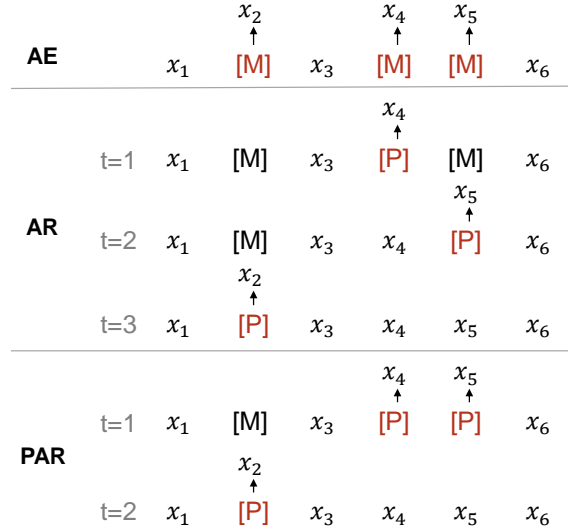 x₂ x₄ x₅
AE x₁ [M] x₃ [M] [M] x₆
x₄
t=1 x₁ [M] x₃ [P] [M] x₆
x₅
AR t=2 x₁ [M] x₃ x₄ [P] x₆
x₂
t=3 x₁ [P] x₃ x₄ x₅ x₆
x₄ x₅
t=1 x₁ [M] x₃ [P] [P] x₆
PAR
x₂
t=2 x₁ [P] x₃ x₄ x₅ x₆